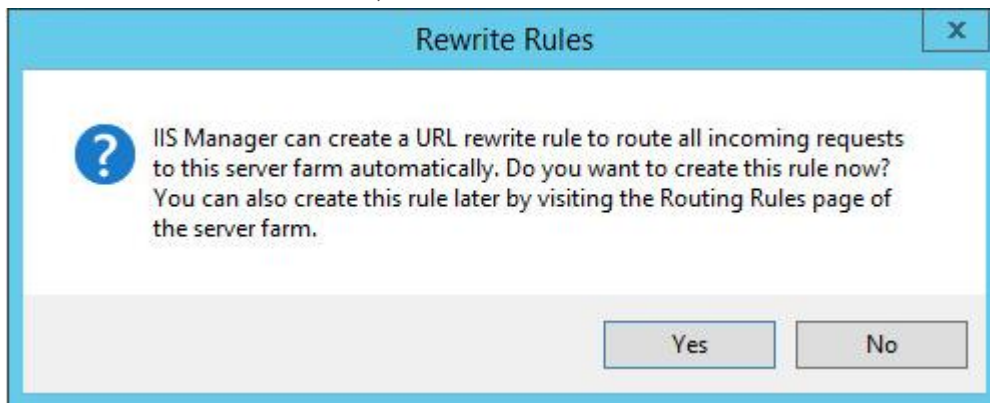 Rewrite Rules
x
? IIS Manager can create a URL rewrite rule to route all incoming requests
to this server farm automatically. Do you want to create this rule now?
You can also create this rule later by visiting the Routing Rules page of
the server farm.
Yes No